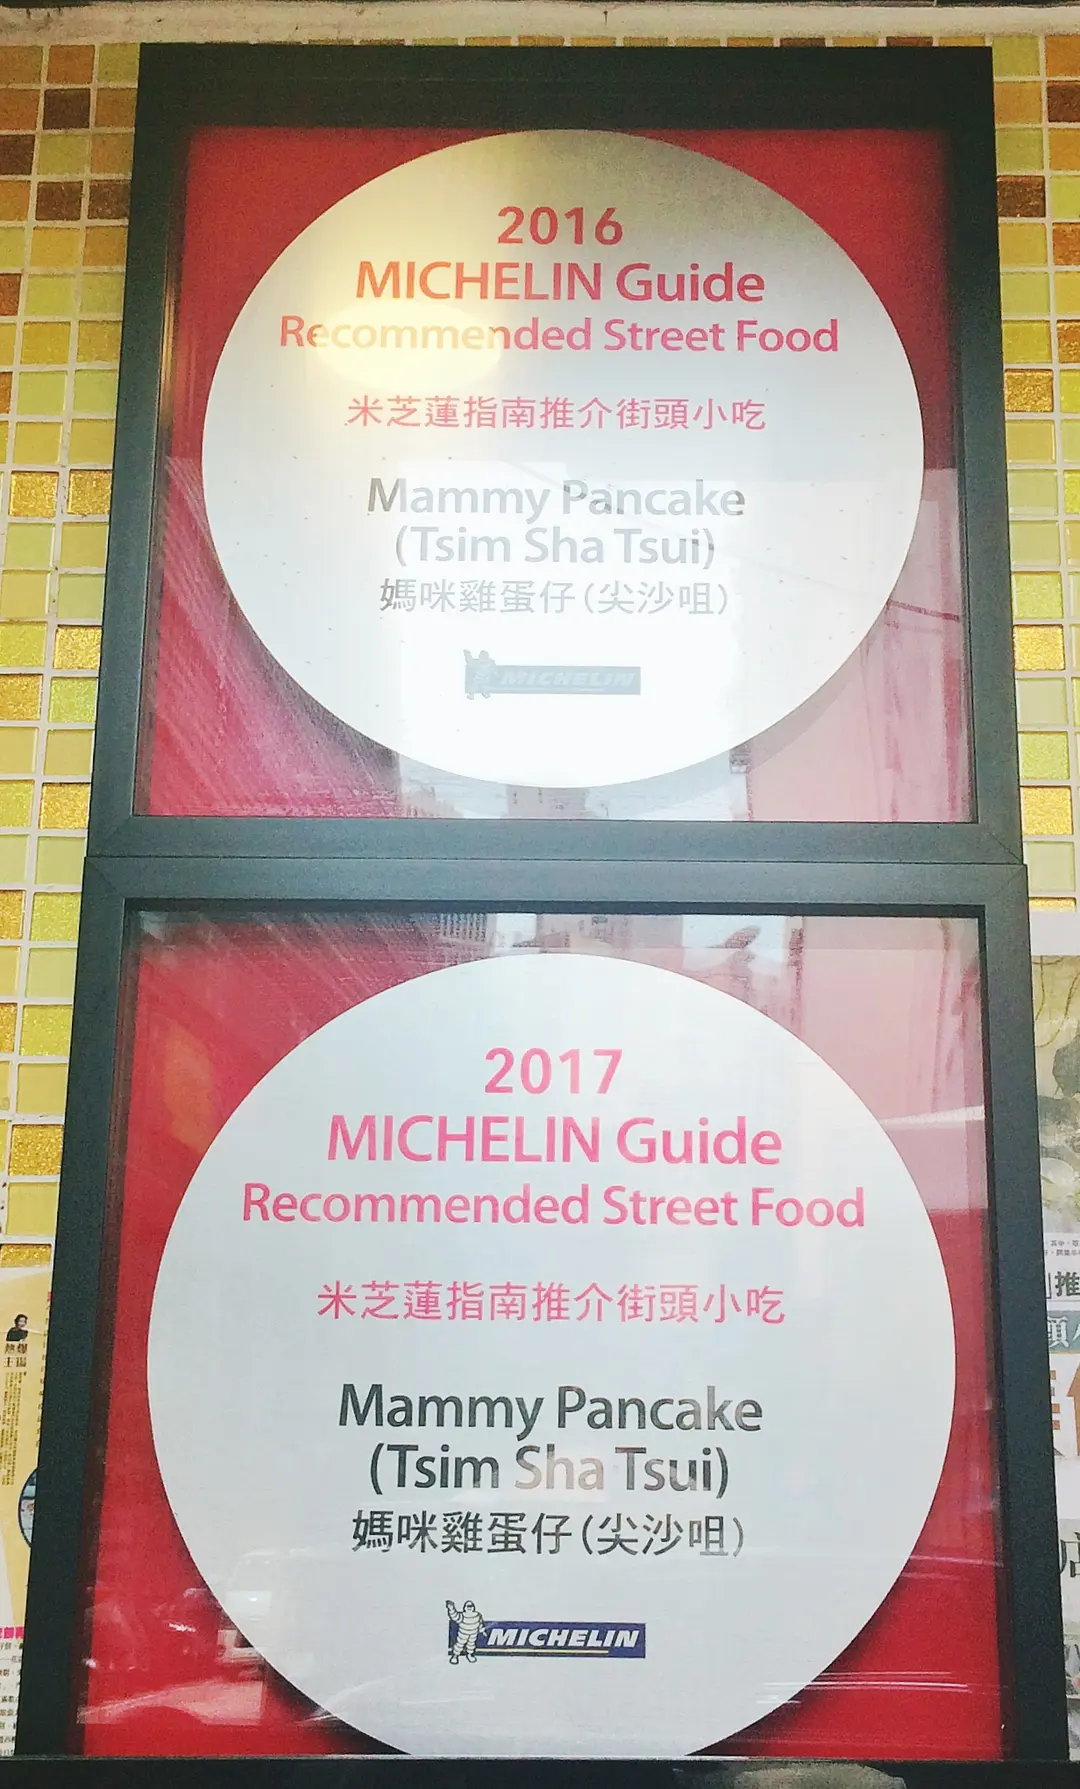 2016
MICHELIN Guide
Recommended Street Food
米芝蓮指南推介街頭小吃
Mammy Pancake
(Tsim Sha Tsui)
媽咪雞蛋仔(尖沙咀)
MICHELIN
2017
MICHELIN Guide
Recommended Street Food
米芝蓮指南推介街頭小吃
Mammy Pancake
(Tsim Sha Tsui)
媽咪雞蛋仔(尖沙咀)
MICHELIN
推